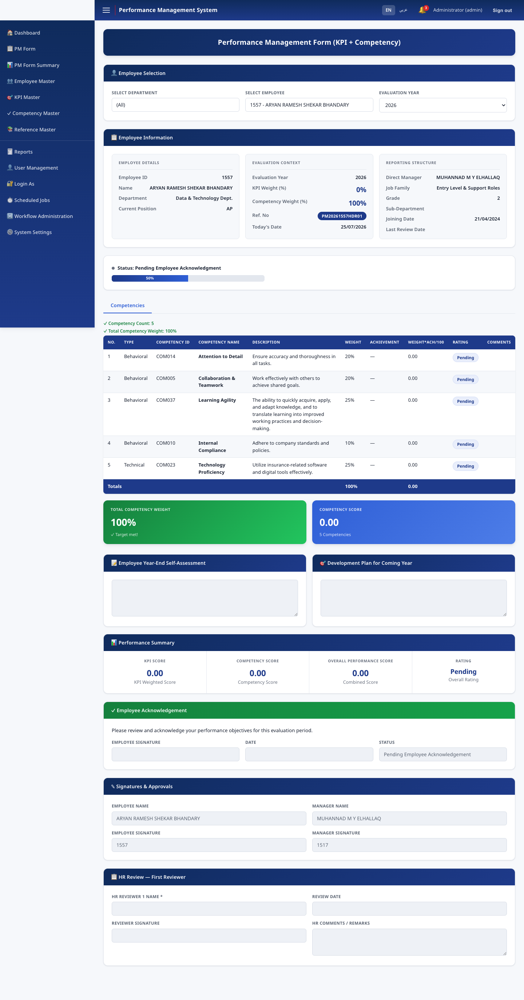 Performance Management System
EN
عربي
3
Administrator (admin)
Sign out
Dashboard
PM Form
PM Form Summary
Employee Master
KPI Master
✓ Competency Master
Reference Master
Reports
User Management
Login As
Scheduled Jobs
Workflow Administration
System Settings
Performance Management Form (KPI + Competency)
Employee Selection
SELECT DEPARTMENT
(All)
SELECT EMPLOYEE
1557 - ARYAN RAMESH SHEKAR BHANDARY
EVALUATION YEAR
2026
Employee Information
EMPLOYEE DETAILS
Employee ID 1557
Name ARYAN RAMESH SHEKAR BHANDARY
Department Data & Technology Dept.
Current Position AP
EVALUATION CONTEXT
Evaluation Year 2026
KPI Weight (%) 0%
Competency Weight (%) 100%
Ref. No PM20261557HDR01
Today's Date 25/07/2026
REPORTING STRUCTURE
Direct Manager MUHANNAD M Y ELHALLAQ
Job Family Entry Level & Support Roles
Grade 2
Sub-Department
Joining Date 21/04/2024
Last Review Date
Status: Pending Employee Acknowledgment
50%
Competencies
✓ Competency Count: 5
✓ Total Competency Weight: 100%
NO. TYPE COMPETENCY ID COMPETENCY NAME DESCRIPTION WEIGHT ACHIEVEMENT WEIGHT*ACH/100 RATING COMMENTS
1 Behavioral COM014 Attention to Detail Ensure accuracy and thoroughness in 20% — 0.00 Pending
all tasks.
2 Behavioral COM005 Collaboration & Work effectively with others to 20% — 0.00 Pending
Teamwork achieve shared goals.
3 Behavioral COM037 Learning Agility The ability to quickly acquire, apply, 25% — 0.00 Pending
and adapt knowledge, and to
translate learning into improved
working practices and decision-
making.
4 Behavioral COM010 Internal Adhere to company standards and 10% — 0.00 Pending
Compliance policies.
5 Technical COM023 Technology Utilize insurance-related software 25% — 0.00 Pending
Proficiency and digital tools effectively.
Totals 100% 0.00
TOTAL COMPETENCY WEIGHT
100%
✓ Target met!
COMPETENCY SCORE
0.00
5 Competencies
Employee Year-End Self-Assessment
Development Plan for Coming Year
Performance Summary
KPI SCORE
0.00
KPI Weighted Score
COMPETENCY SCORE
0.00
Competency Score
OVERALL PERFORMANCE SCORE
0.00
Combined Score
RATING
Pending
Overall Rating
✓ Employee Acknowledgement
Please review and acknowledge your performance objectives for this evaluation period.
EMPLOYEE SIGNATURE
DATE
STATUS
Pending Employee Acknowledgement
Signatures & Approvals
EMPLOYEE NAME
ARYAN RAMESH SHEKAR BHANDARY
MANAGER NAME
MUHANNAD M Y ELHALLAQ
EMPLOYEE SIGNATURE
1557
MANAGER SIGNATURE
1517
HR Review — First Reviewer
HR REVIEWER 1 NAME *
REVIEW DATE
REVIEWER SIGNATURE
HR COMMENTS / REMARKS